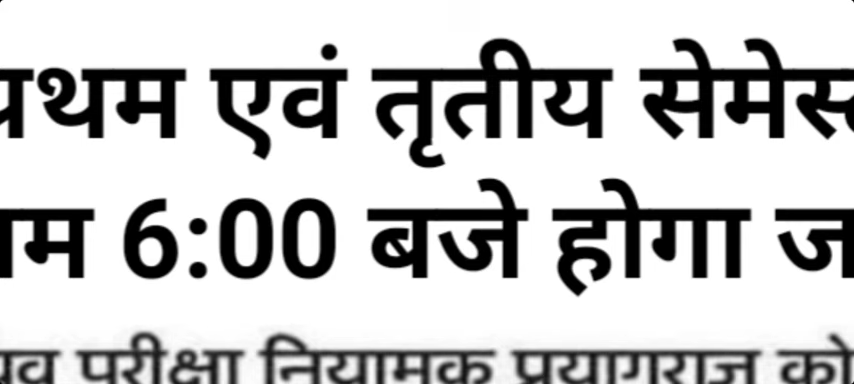 प्रथम एवं तृतीय सेमेस्
म 6:00 बजे होगा ज
परीक्षा नियामक प्रयागराज को